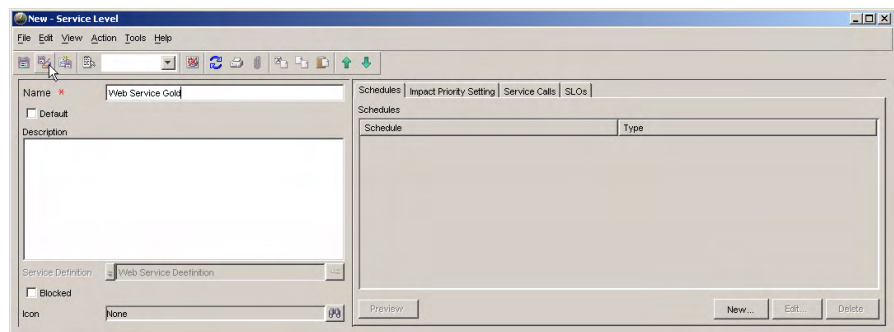 New - Service Level
File Edit View Action Tools Help
Name *
Web Service Gold
Default
Description
Service Definition
Web Service Deefinition
Blocked
Icon
None
Schedules
Impact Priority Setting
Service Calls
SLOs
Schedules
Schedule
Type
Preview
New...
Edit...
Delete